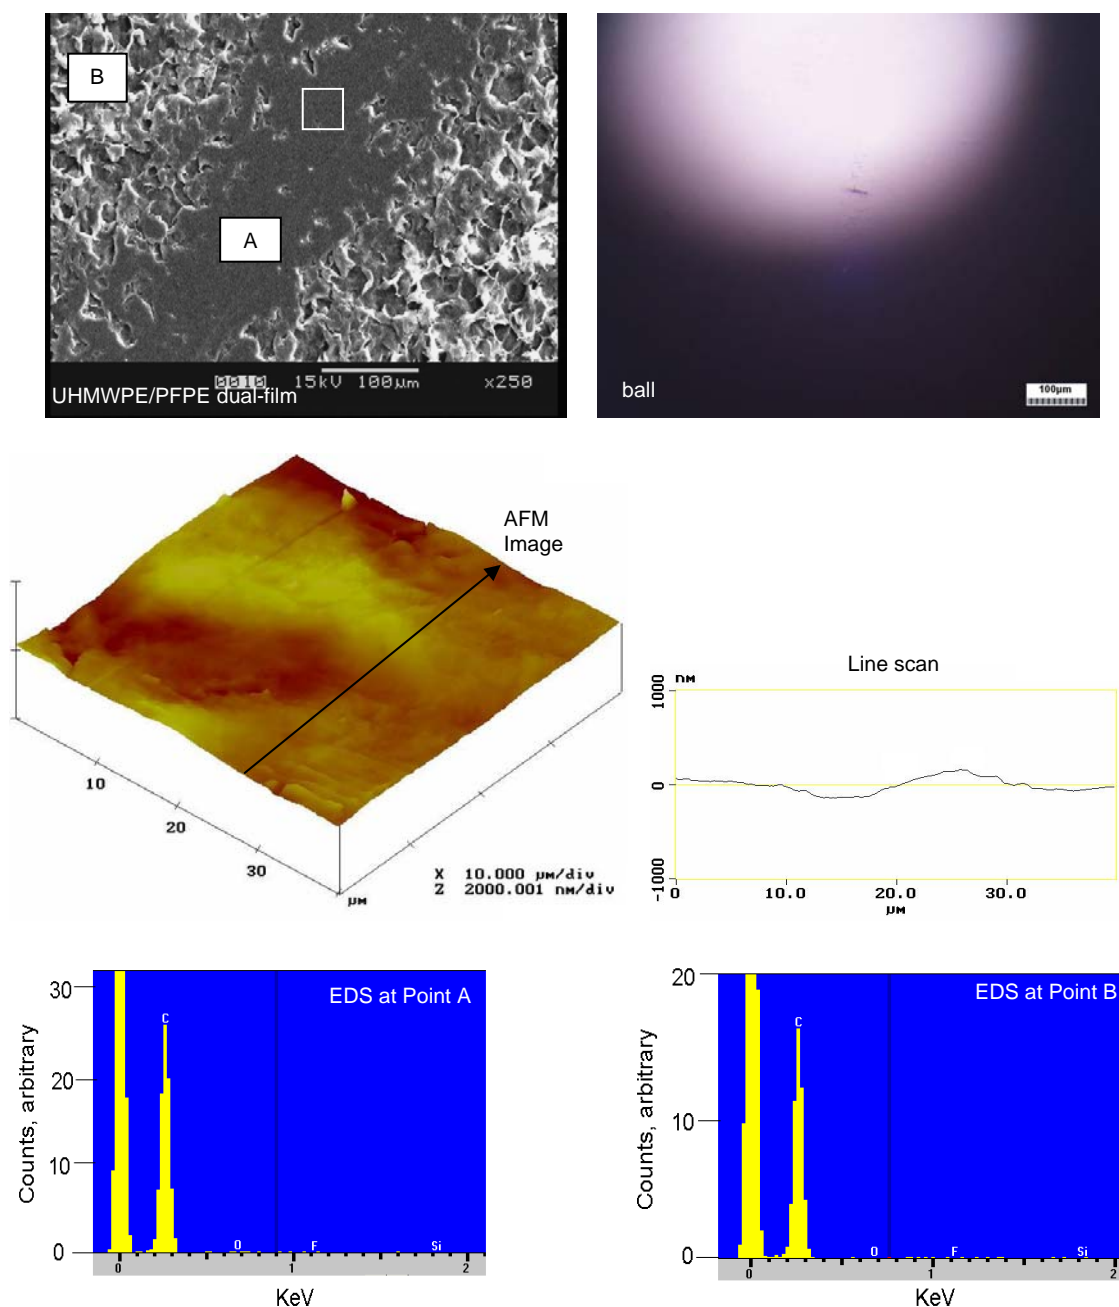 B
A
0010 15kV 100µm x250
UHMWPE/PFPE dual-film
ball
100µm
AFM
Image
10
20
30
µm
X 10.000 µm/div
Z 2000.001 nm/div
Line scan
nm
1000
0
-1000
0 10.0 20.0 30.0
µm
EDS at Point A
Counts, arbitrary
30
20
10
0
C
O F Si
0 1 2
KeV
EDS at Point B
Counts, arbitrary
20
10
0
C
O F Si
0 1 2
KeV